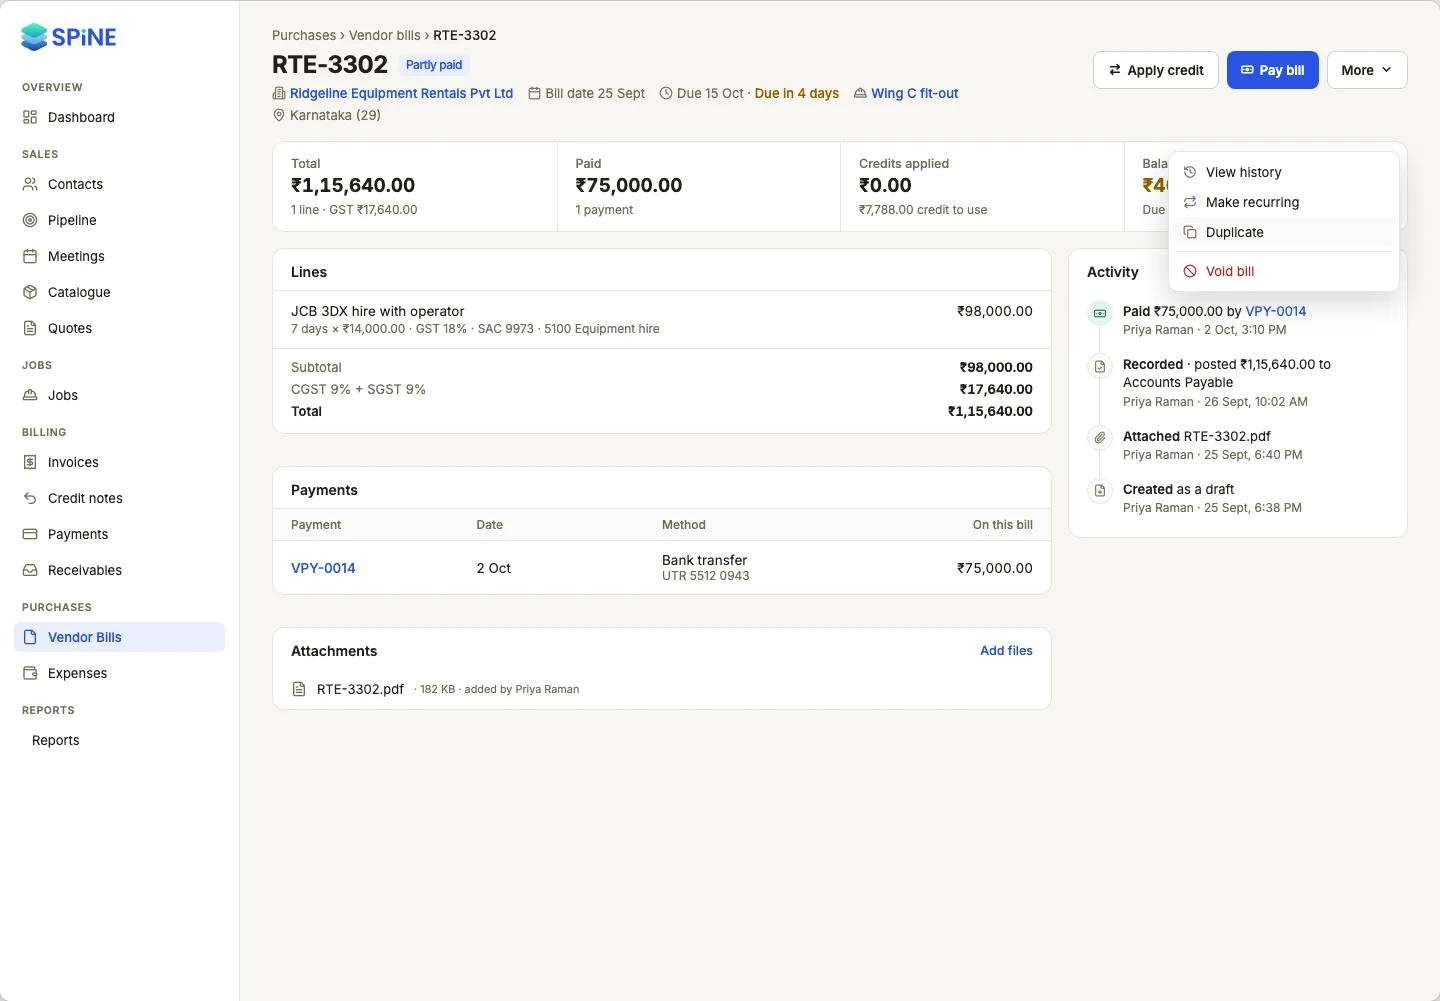 SPiNE
OVERVIEW
Dashboard
SALES
Contacts
Pipeline
Meetings
Catalogue
Quotes
JOBS
Jobs
BILLING
Invoices
Credit notes
Payments
Receivables
PURCHASES
Vendor Bills
Expenses
REPORTS
Reports
Purchases › Vendor bills › RTE-3302
RTE-3302 Partly paid
Ridgeline Equipment Rentals Pvt Ltd Bill date 25 Sept Due 15 Oct · Due in 4 days Wing C fit-out
Karnataka (29)
Apply credit Pay bill More
View history
Make recurring
Duplicate
Void bill
Total
₹1,15,640.00
1 line · GST ₹17,640.00
Paid
₹75,000.00
1 payment
Credits applied
₹0.00
₹7,788.00 credit to use
Due
Lines
JCB 3DX hire with operator ₹98,000.00
7 days × ₹14,000.00 · GST 18% · SAC 9973 · 5100 Equipment hire
Subtotal ₹98,000.00
CGST 9% + SGST 9% ₹17,640.00
Total ₹1,15,640.00
Payments
Payment Date Method On this bill
VPY-0014 2 Oct Bank transfer ₹75,000.00
UTR 5512 0943
Attachments Add files
RTE-3302.pdf · 182 KB · added by Priya Raman
Activity
Paid ₹75,000.00 by VPY-0014
Priya Raman · 2 Oct, 3:10 PM
Recorded · posted ₹1,15,640.00 to
Accounts Payable
Priya Raman · 26 Sept, 10:02 AM
Attached RTE-3302.pdf
Priya Raman · 25 Sept, 6:40 PM
Created as a draft
Priya Raman · 25 Sept, 6:38 PM